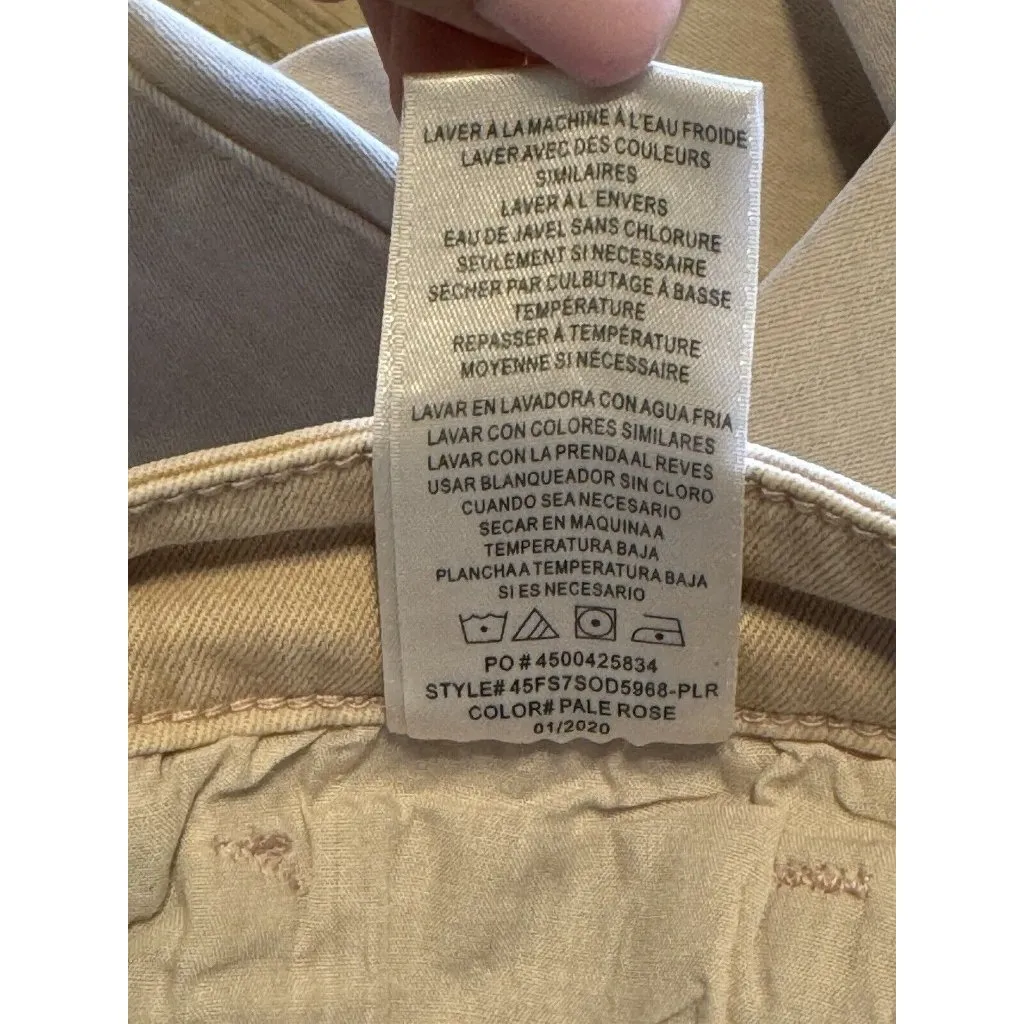 LAVER À LA MACHINE À L'EAU FROIDE
LAVER AVEC DES COULEURS
SIMILAIRES
LAVER À L'ENVERS
EAU DE JAVEL SANS CHLORURE
SEULEMENT SI NECESSAIRE
SÉCHER PAR CULBUTAGE À BASSE
TEMPÉRATURE
REPASSER À TEMPÉRATURE
MOYENNE SI NÉCESSAIRE
LAVAR EN LAVADORA CON AGUA FRIA
LAVAR CON COLORES SIMILARES
LAVAR CON LA PRENDA AL REVES
USAR BLANQUEADOR SIN CLORO
CUANDO SEA NECESARIO
SECAR EN MAQUINA A
TEMPERATURA BAJA
PLANCHA A TEMPERATURA BAJA
SI ES NECESARIO
PO # 4500425834
STYLE# 45FS7SOD5968-PLR
COLOR# PALE ROSE
01/2020